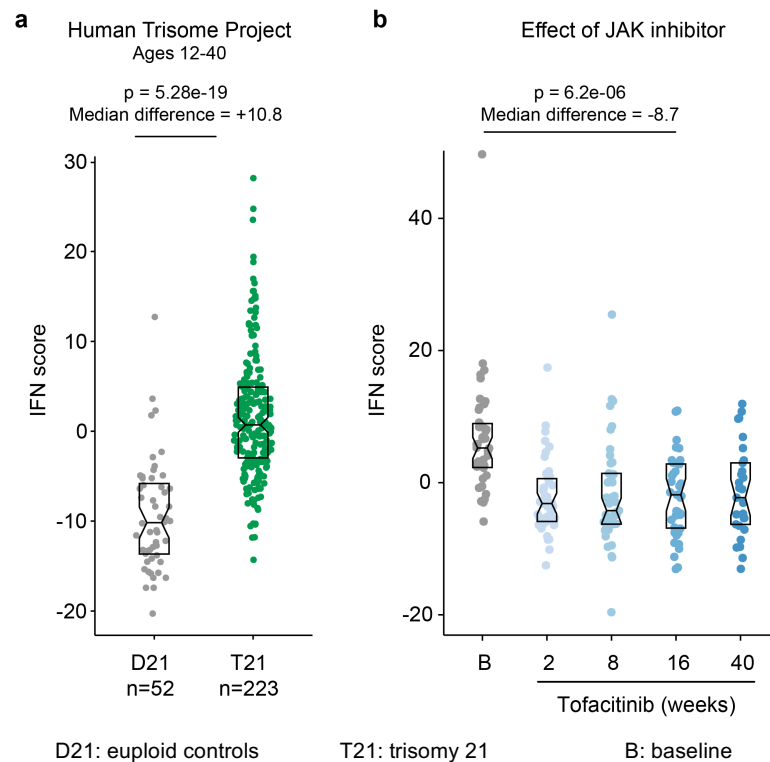 a
Human Trisome Project
Ages 12-40
p = 5.28e-19
Median difference = +10.8
IFN score
30
20
10
0
-10
-20
D21
n=52
T21
n=223
b
Effect of JAK inhibitor
p = 6.2e-06
Median difference = -8.7
IFN score
40
20
0
-20
B
2
8
16
40
Tofacitinib (weeks)
D21: euploid controls
T21: trisomy 21
B: baseline